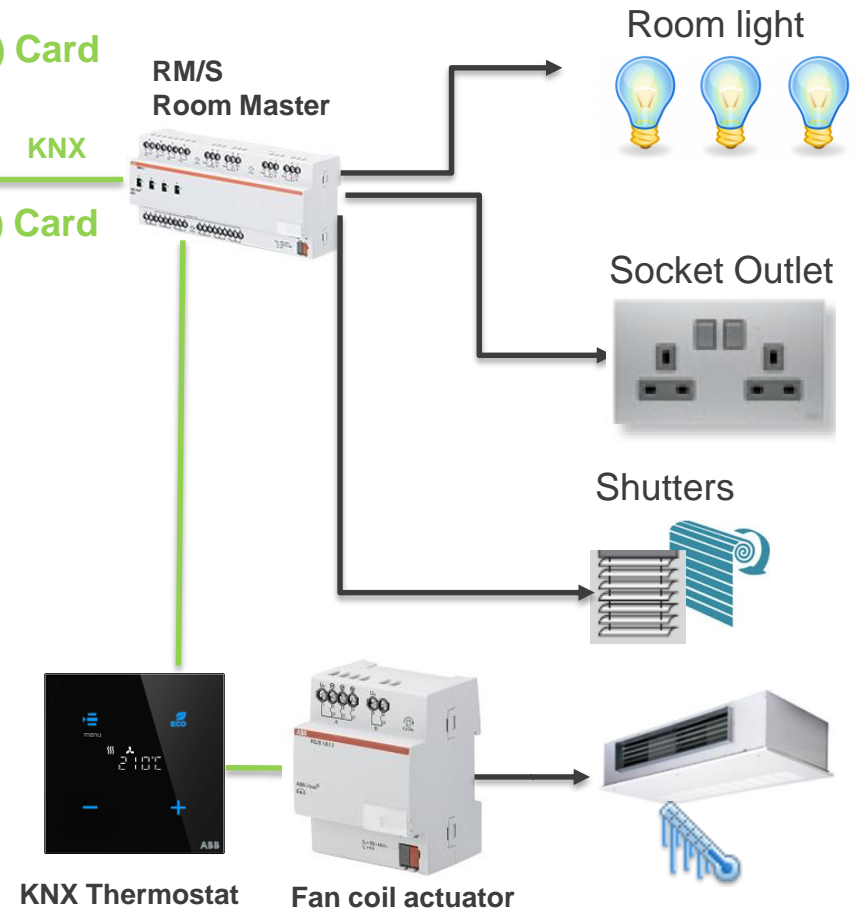 Room light
) Card
RM/S
Room Master
KNX
) Card
Socket Outlet
Shutters
menu
ECO
21.0°C
ABB
ABB
KNX Thermostat
Fan coil actuator